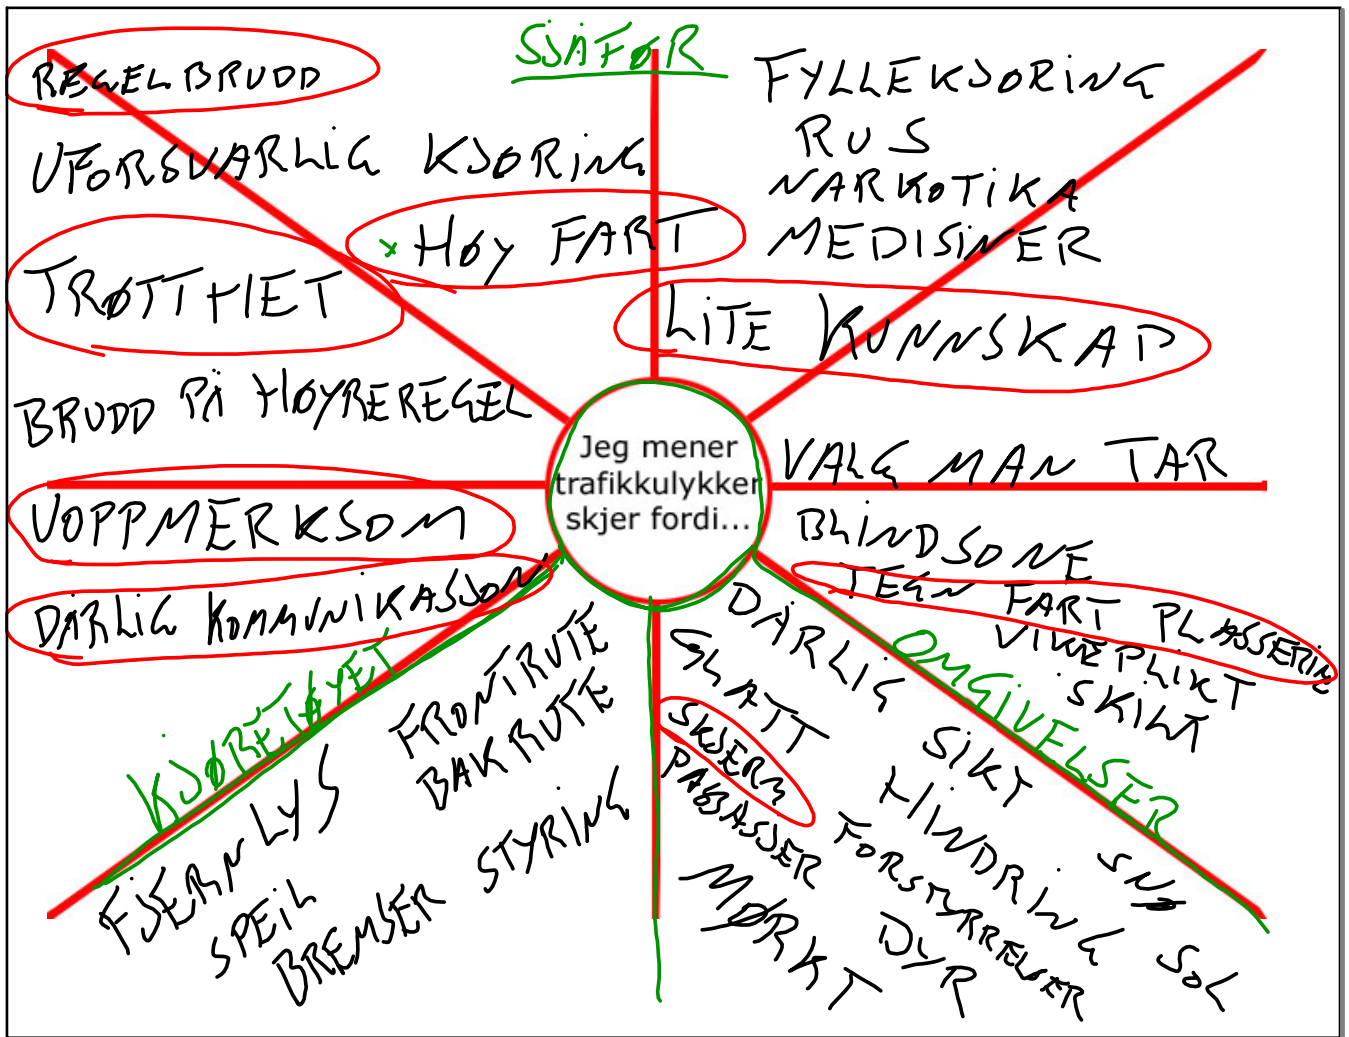 SJÅFØR
REGELBRUDD
UFORSVARLIG KJØRING
× HØY FART
TRØTTHET
BRUDD PÅ HØYREREGEL
UOPPMERKSOM
DÅRLIG KOMMUNIKASJON
FYLLEKJØRING
RUS
NARKOTIKA
MEDISINER
LITE KUNNSKAP
VALG MAN TAR
BLINDSONE
TEGN FART PLASSERING
VIKEPLIKT
SKILT
Jeg mener
trafikkulykker
skjer fordi...
KJØRETØYET
FRONTRUTE
BAKRUTE
FJERNLYS
SPEIL
BREMSER STYRING
OMGIVELSER
DÅRLIG SIKT
GLATT
SKJERM
PASSASJER
MØRKT
HINDRING
FORSTYRRELSER
DYR
SNØ
SOL